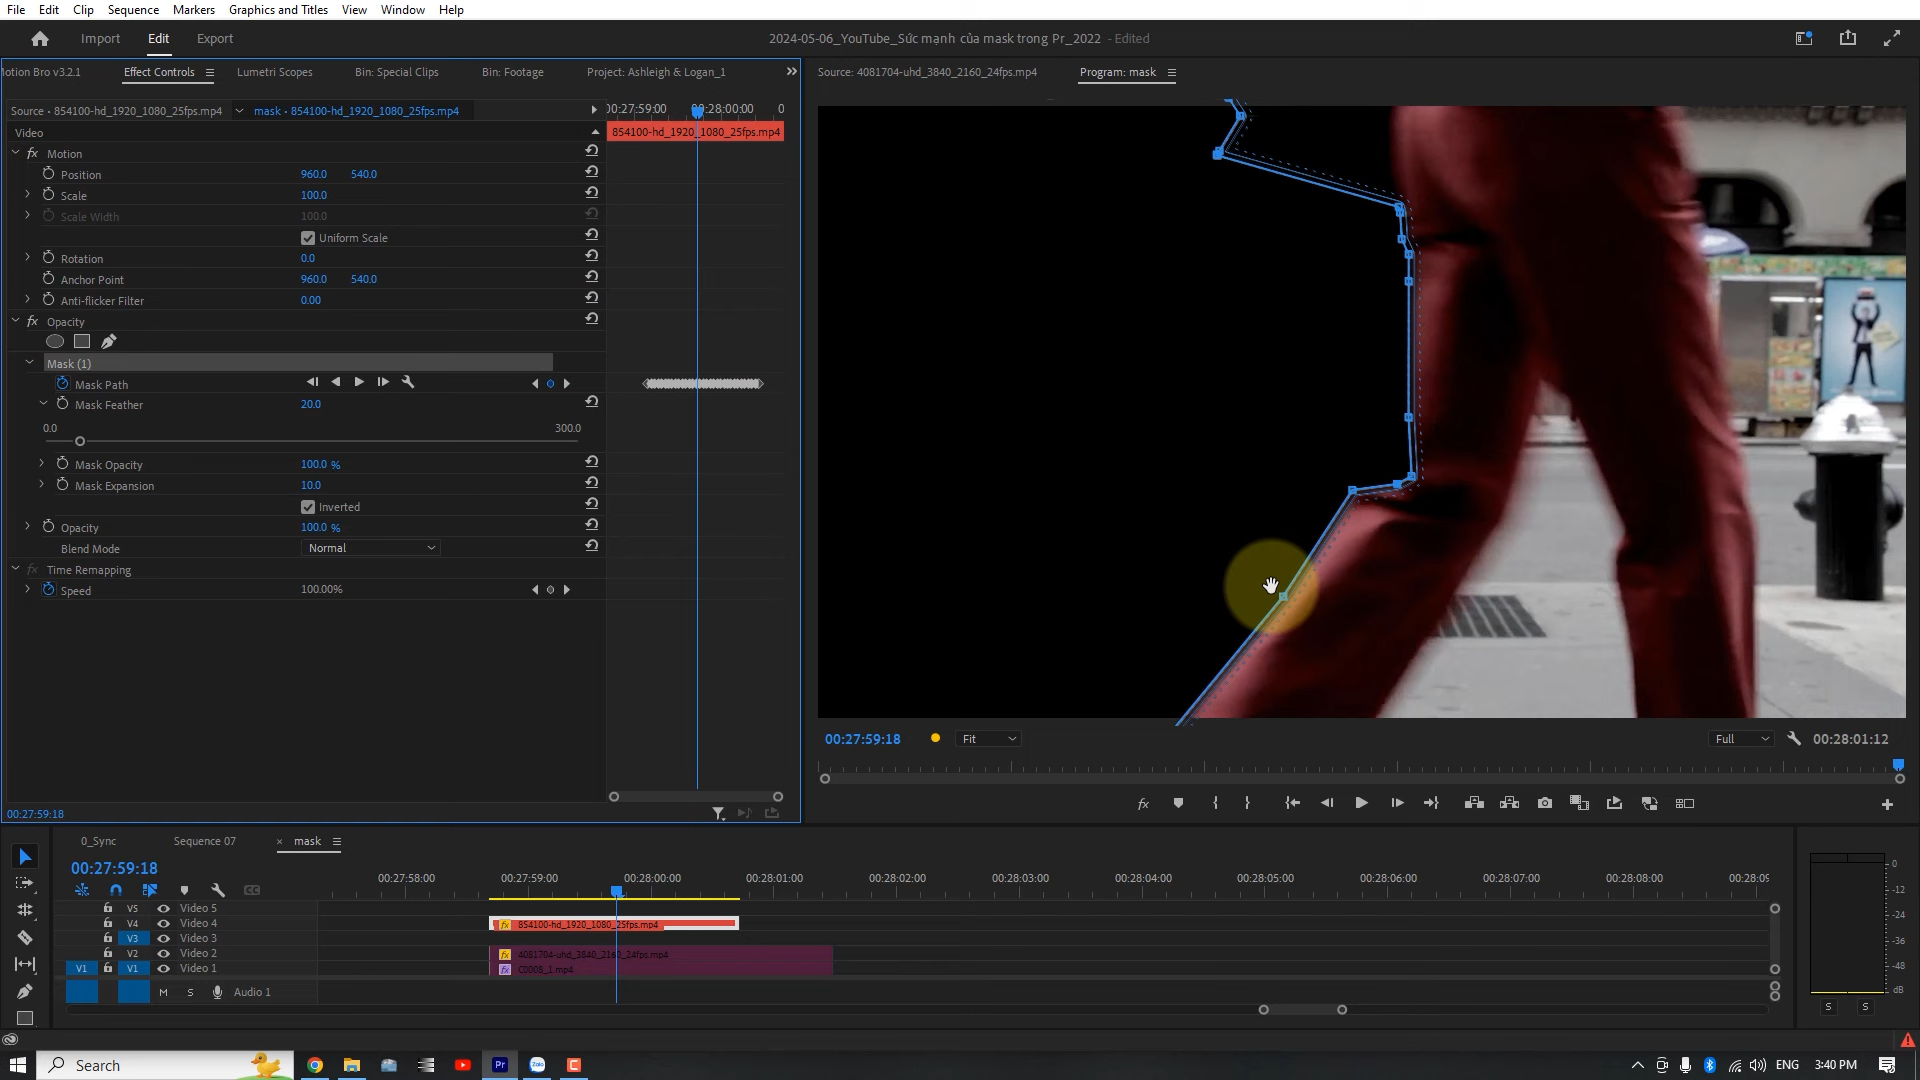 File Edit Clip Sequence Markers Graphics and Titles View Window Help
Import Edit Export 2024-05-06_YouTube_Sức mạnh của mask trong Pr_2022 - Edited
Motion Bro v3.2.1 Effect Controls Lumetri Scopes Bin: Special Clips Bin: Footage Project: Ashleigh & Logan_1 Source: 4081704-uhd_3840_2160_24fps.mp4 Program: mask
Source • 854100-hd_1920_1080_25fps.mp4 mask • 854100-hd_1920_1080_25fps.mp4 00:27:59:00 00:28:00:00 0
Video 854100-hd_1920_1080_25fps.mp4
fx Motion
Position 960.0 540.0
Scale 100.0
Scale Width 100.0
Uniform Scale
Rotation 0.0
Anchor Point 960.0 540.0
Anti-flicker Filter 0.00
fx Opacity
Mask (1)
Mask Path
Mask Feather 20.0
0.0 300.0
Mask Opacity 100.0 %
Mask Expansion 10.0
Inverted
Opacity 100.0 %
Blend Mode Normal
fx Time Remapping
Speed 100.00%
00:27:59:18 Fit Full 00:28:01:12
fx
00:27:59:18
0_Sync Sequence 07 × mask
00:27:59:18
00:27:58:00 00:27:59:00 00:28:00:00 00:28:01:00 00:28:02:00 00:28:03:00 00:28:04:00 00:28:05:00 00:28:06:00 00:28:07:00 00:28:08:00 00:28:09
CC
V5 Video 5
V4 Video 4 fx 854100-hd_1920_1080_25fps.mp4
V3 Video 3
V2 Video 2 fx 4081704-uhd_3840_2160_24fps.mp4
V1 V1 Video 1 fx C0008_1.mp4
M S Audio 1
0
-12
-24
-36
-48
dB
S S
Search Pr Zalo C ENG 3:40 PM